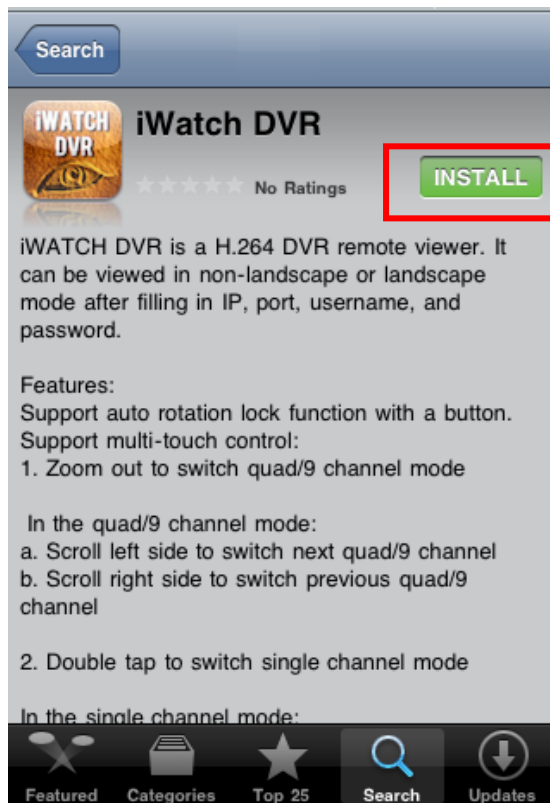 Search
iWATCH
DVR
iWatch DVR
No Ratings
INSTALL
iWATCH DVR is a H.264 DVR remote viewer. It
can be viewed in non-landscape or landscape
mode after filling in IP, port, username, and
password.
Features:
Support auto rotation lock function with a button.
Support multi-touch control:
1. Zoom out to switch quad/9 channel mode
In the quad/9 channel mode:
a. Scroll left side to switch next quad/9 channel
b. Scroll right side to switch previous quad/9
channel
2. Double tap to switch single channel mode
In the single channel mode:
Featured Categories Top 25 Search Updates